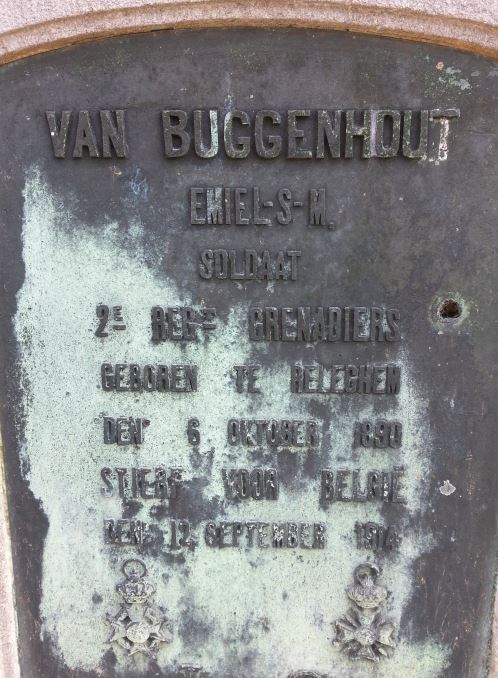 VAN BUGGENHOUT
EMIEL-S-M.
SOLDAAT
2E REGT GRENADIERS
GEBOREN TE RELEGHEM
DEN 6 OKTOBER 1890
STIERF VOOR BELGIË
DEN 12 SEPTEMBER 1914